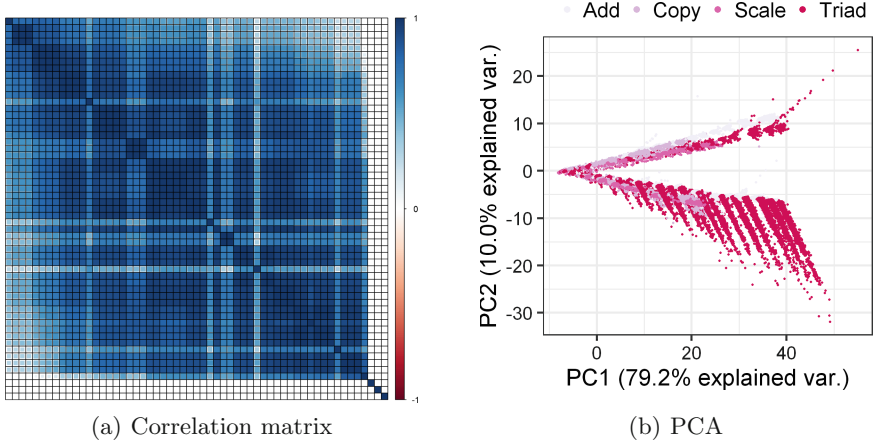 1
0
-1
Add Copy Scale Triad
PC2 (10.0% explained var.)
20
10
0
-10
-20
-30
0 20 40
PC1 (79.2% explained var.)
(a) Correlation matrix
(b) PCA